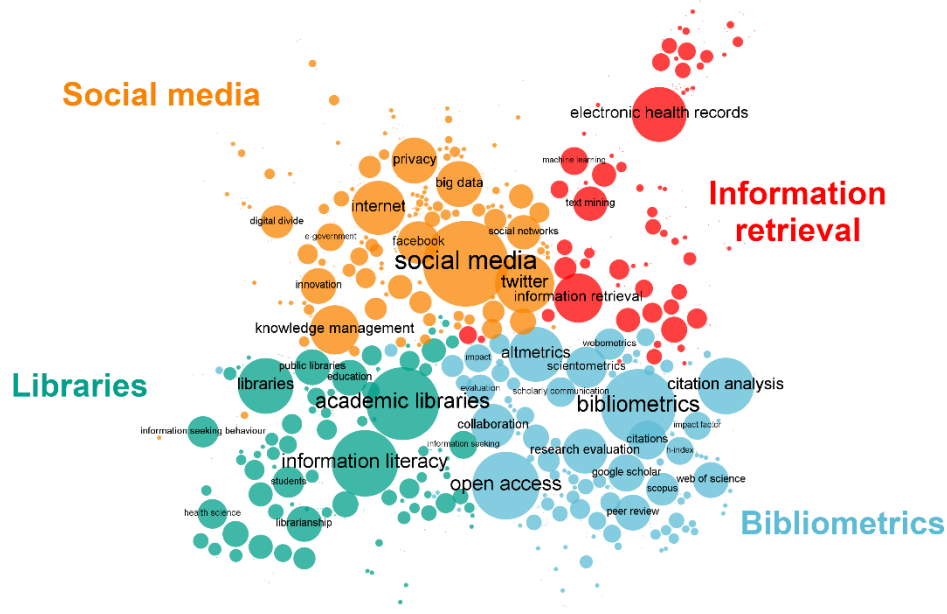 Social media
electronic health records
privacy
machine learning
big data
Information
retrieval
internet
text mining
digital divide
e-government
facebook
social networks
social media
twitter
innovation
information retrieval
knowledge management
webometrics
altmetrics
impact
public libraries
scientometrics
education
Libraries
libraries
evaluation
scholarly communication
citation analysis
academic libraries
bibliometrics
collaboration
impact factor
information seeking behaviour
information seeking
citations
research evaluation
h-index
information literacy
google scholar
students
open access
scopus
web of science
health science
peer review
librarianship
Bibliometrics